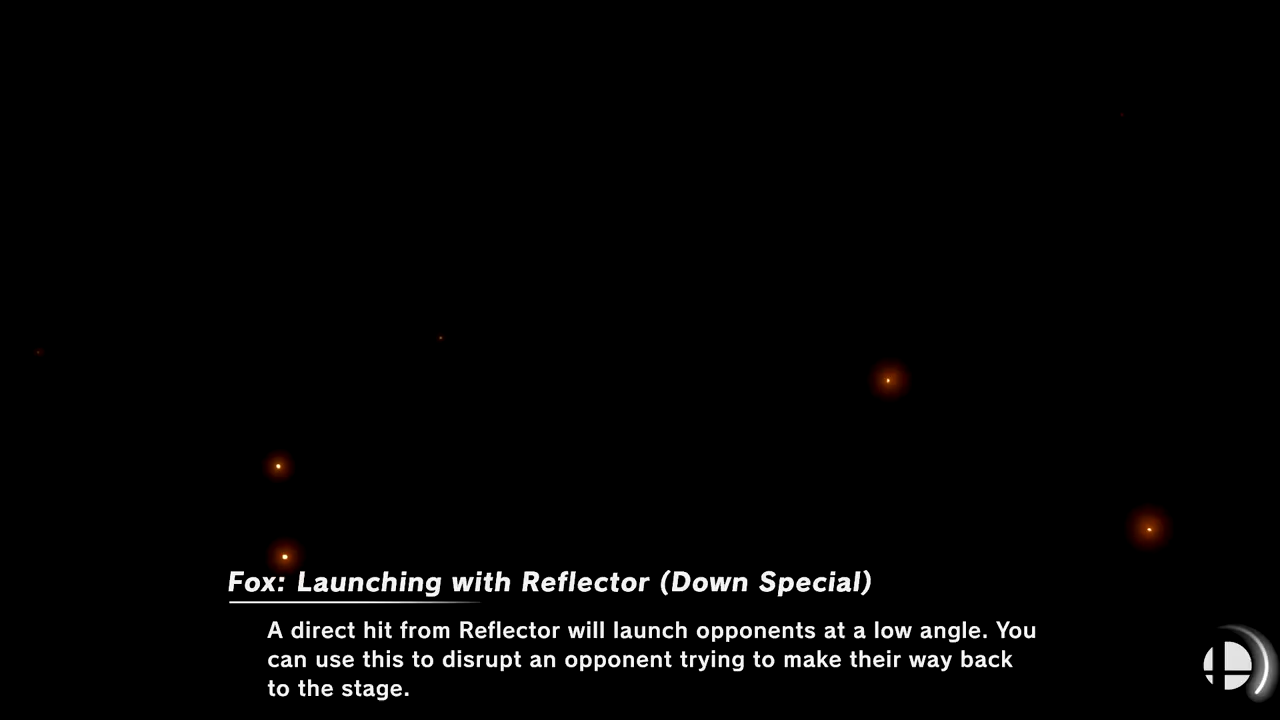 Fox: Launching with Reflector (Down Special)
A direct hit from Reflector will launch opponents at a low angle. You
can use this to disrupt an opponent trying to make their way back
to the stage.